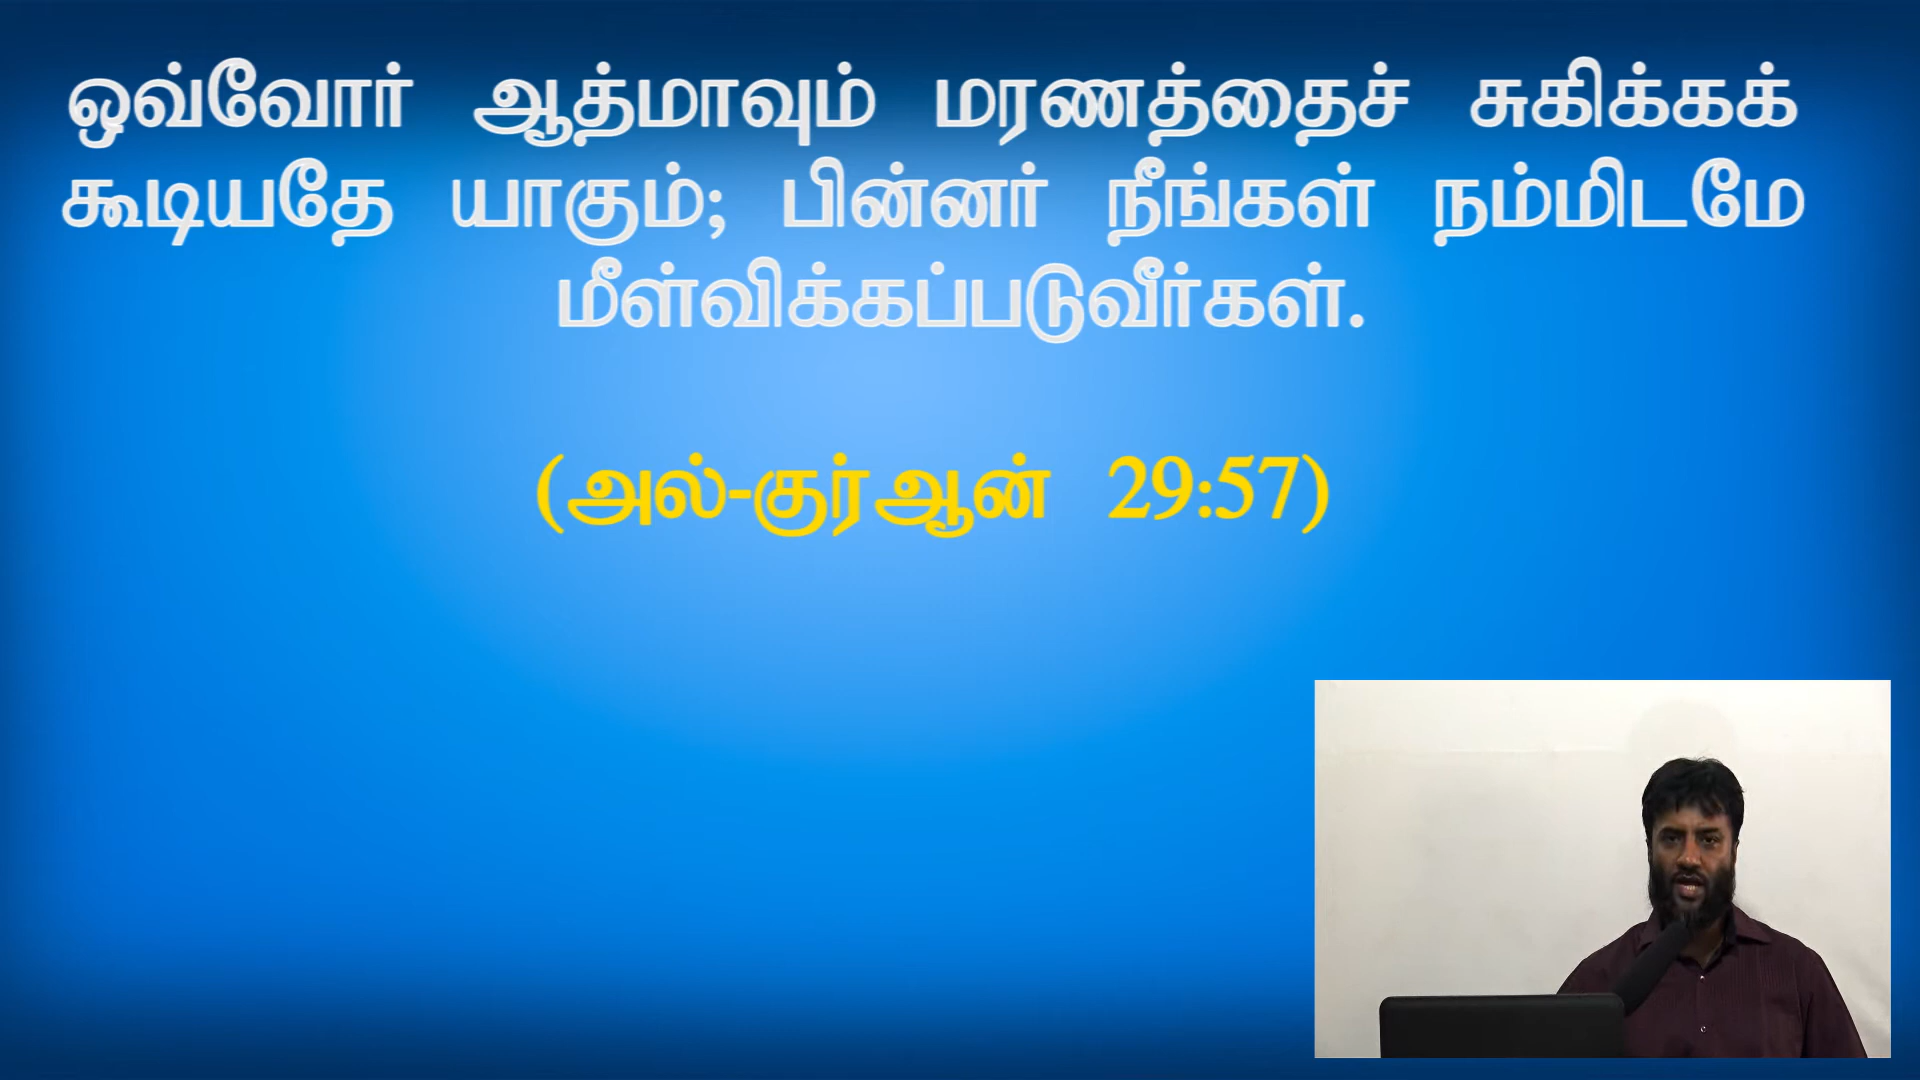 ஒவ்வோர் ஆத்மாவும் மரணத்தைச் சுகிக்கக்
கூடியதே யாகும்; பின்னர் நீங்கள் நம்மிடமே
மீள்விக்கப்படுவீர்கள்.
(அல்-குர்ஆன் 29:57)